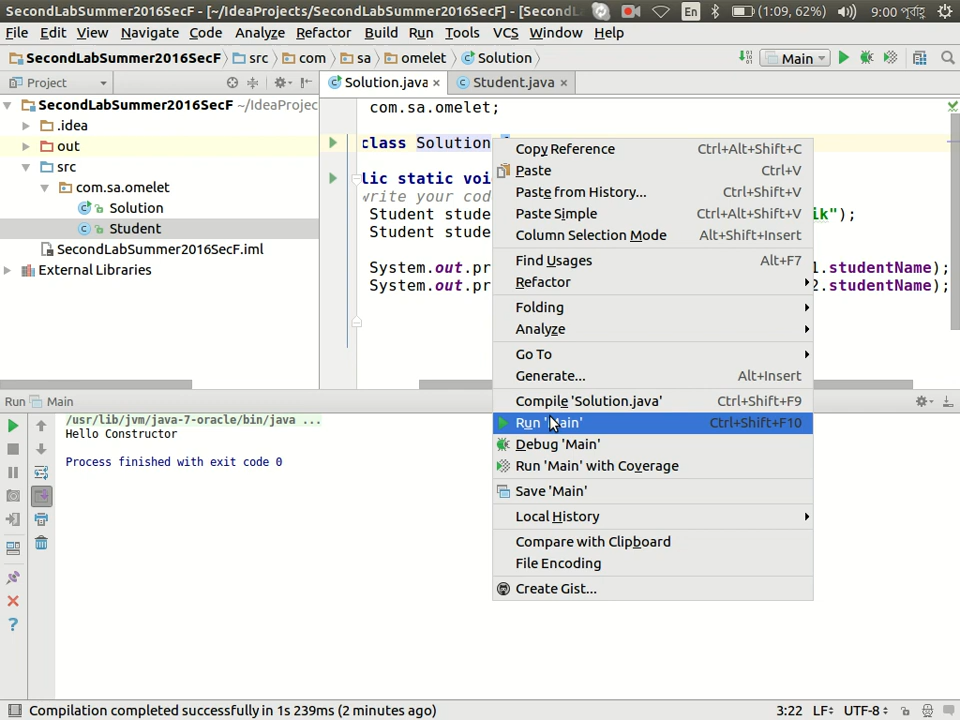 SecondLabSummer2016SecF - [~/IdeaProjects/SecondLabSummer2016SecF] - [SecondL
En
(1:09, 62%)
9:00 পূর্বাহ্ণ
File Edit View Navigate Code Analyze Refactor Build Run Tools VCS Window Help
SecondLabSummer2016SecF src com sa omelet Solution Main
Project Solution.java Student.java
SecondLabSummer2016SecF ~/IdeaProjec
.idea
out
src
com.sa.omelet
Solution
Student
SecondLabSummer2016SecF.iml
External Libraries
com.sa.omelet;
class Solution {
lic static voi
write your cod
Student stude ik");
Student stude
System.out.pr 1.studentName);
System.out.pr 2.studentName);
Copy Reference Ctrl+Alt+Shift+C
Paste Ctrl+V
Paste from History... Ctrl+Shift+V
Paste Simple Ctrl+Alt+Shift+V
Column Selection Mode Alt+Shift+Insert
Find Usages Alt+F7
Refactor
Folding
Analyze
Go To
Generate... Alt+Insert
Compile 'Solution.java' Ctrl+Shift+F9
Run 'Main' Ctrl+Shift+F10
Debug 'Main'
Run 'Main' with Coverage
Save 'Main'
Local History
Compare with Clipboard
File Encoding
Create Gist...
Run Main
/usr/lib/jvm/java-7-oracle/bin/java ...
Hello Constructor
Process finished with exit code 0
Compilation completed successfully in 1s 239ms (2 minutes ago) 3:22 LF÷ UTF-8